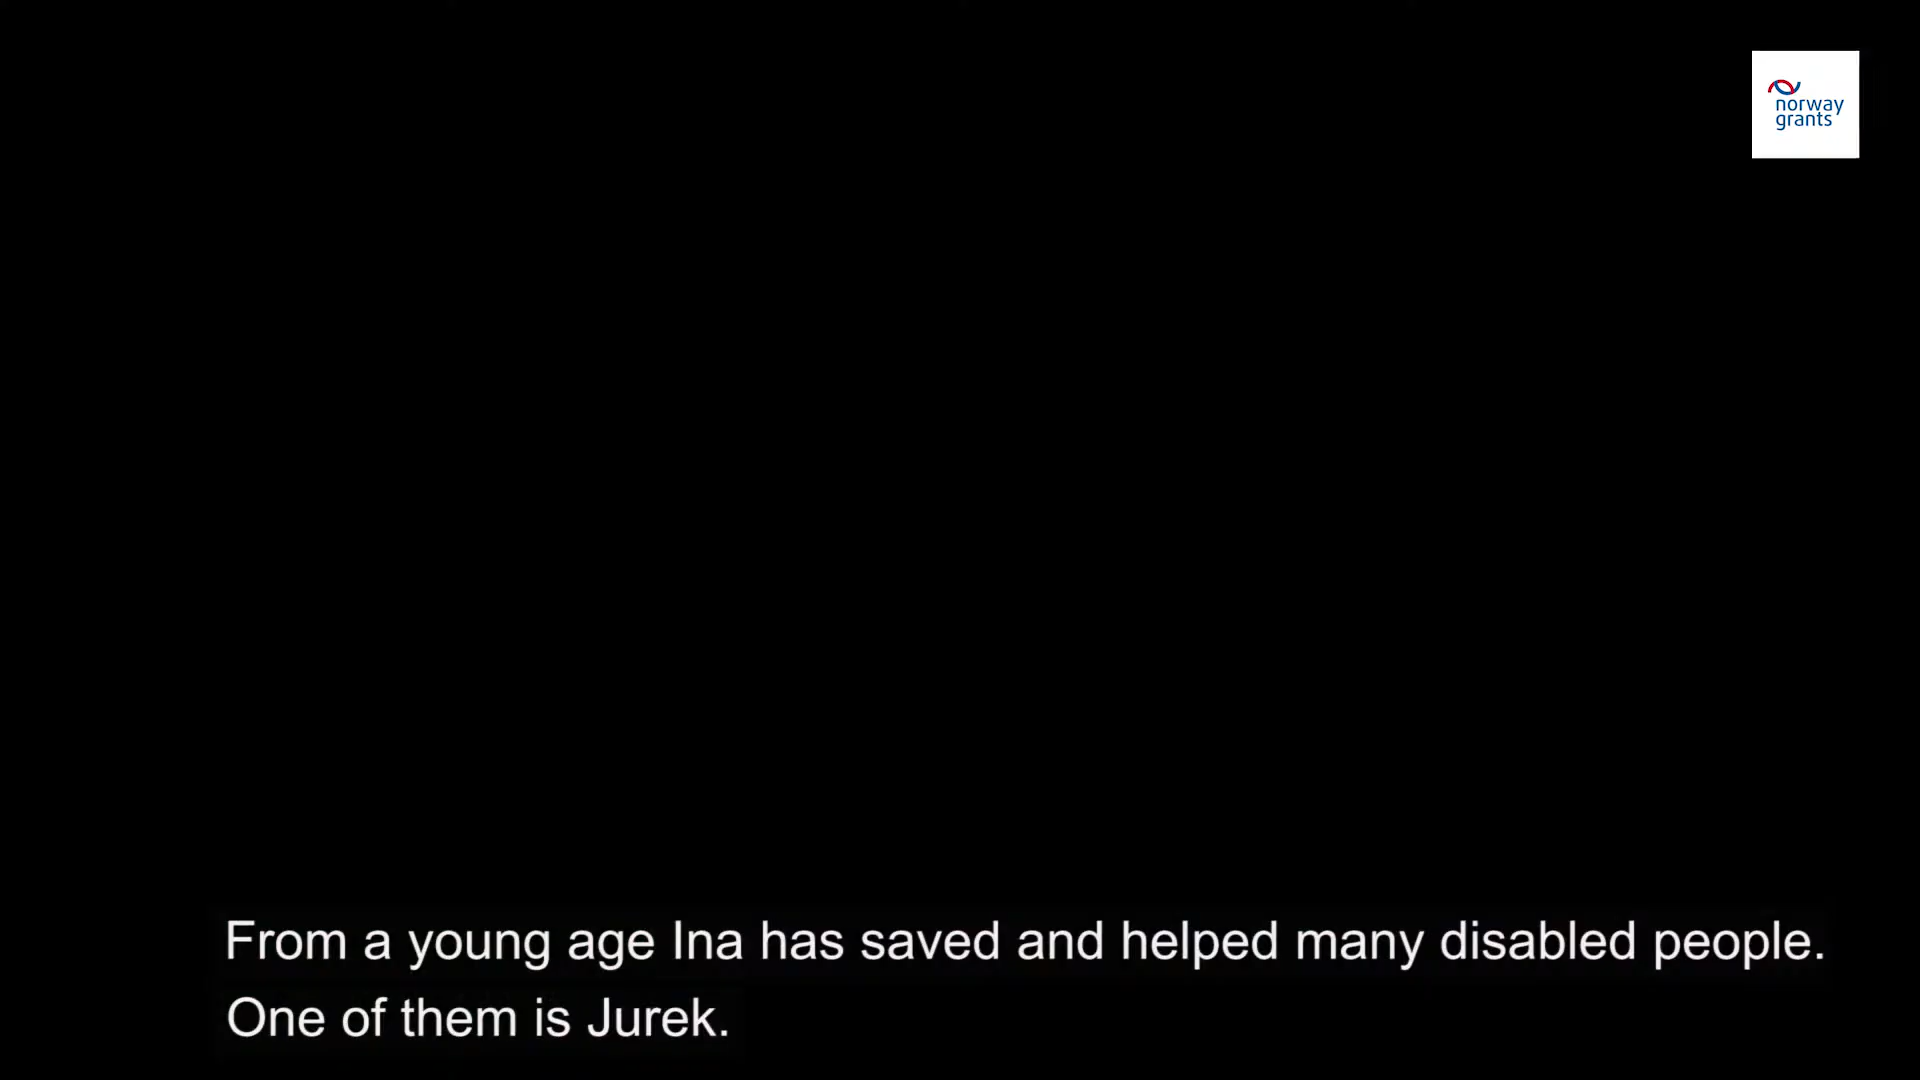 norway
grants
From a young age Ina has saved and helped many disabled people.
One of them is Jurek.